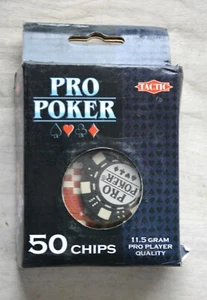 TACTIC
PRO
POKER
PRO
POKER
50 CHIPS
11.5 GRAM
PRO PLAYER
QUALITY